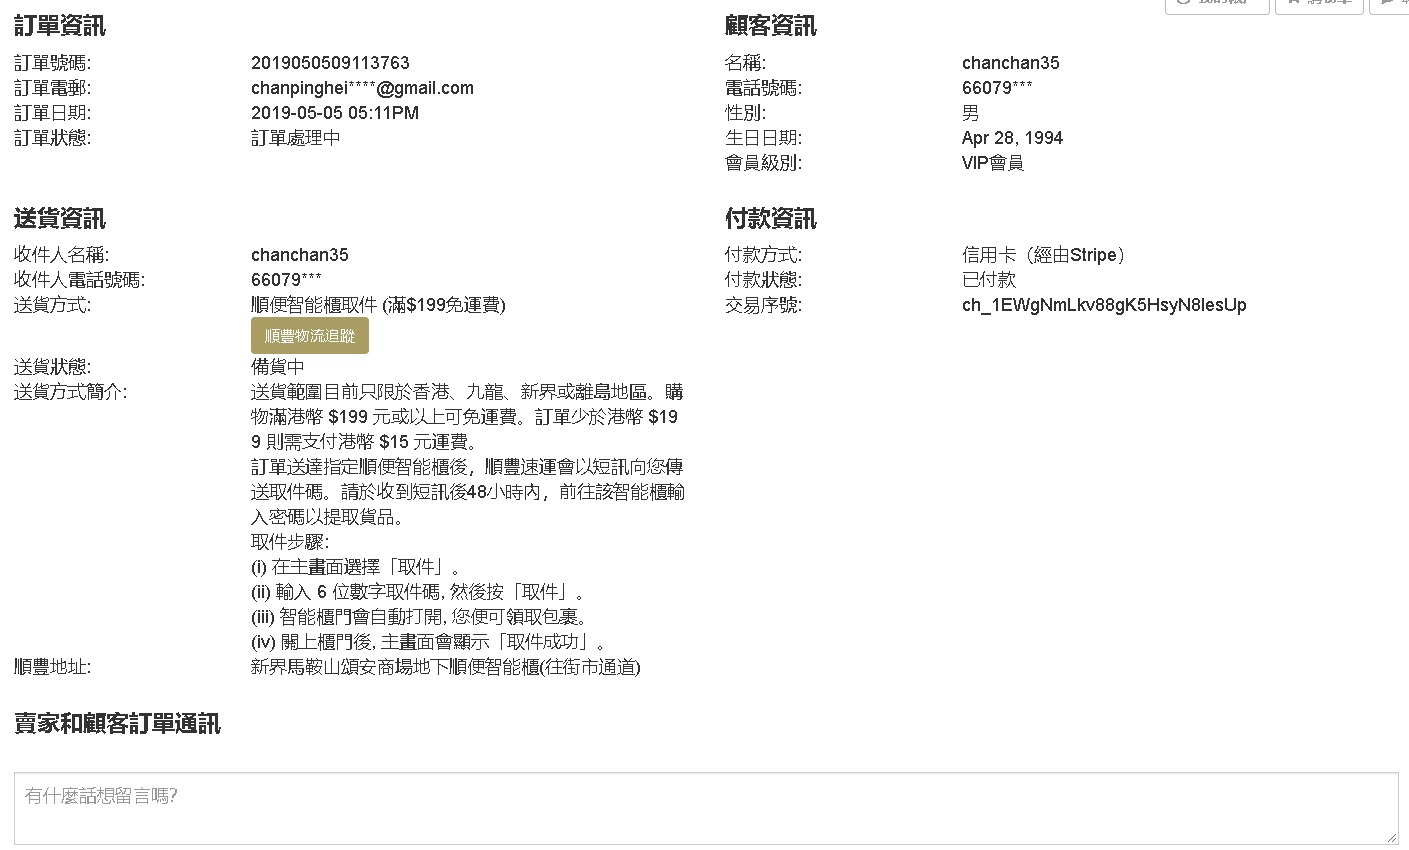 訂單資訊
訂單號碼: 2019050509113763
訂單電郵: chanpinghei****@gmail.com
訂單日期: 2019-05-05 05:11PM
訂單狀態: 訂單處理中
顧客資訊
名稱: chanchan35
電話號碼: 66079***
性別: 男
生日日期: Apr 28, 1994
會員級別: VIP會員
送貨資訊
收件人名稱: chanchan35
收件人電話號碼: 66079***
送貨方式: 順便智能櫃取件 (滿$199免運費)
順豐物流追蹤
送貨狀態: 備貨中
送貨方式簡介: 送貨範圍目前只限於香港、九龍、新界或離島地區。購
物滿港幣 $199 元或以上可免運費。訂單少於港幣 $19
9 則需支付港幣 $15 元運費。
訂單送達指定順便智能櫃後，順豐速運會以短訊向您傳
送取件碼。請於收到短訊後48小時內，前往該智能櫃輸
入密碼以提取貨品。
取件步驟:
(i) 在主畫面選擇「取件」。
(ii) 輸入 6 位數字取件碼, 然後按「取件」。
(iii) 智能櫃門會自動打開, 您便可領取包裹。
(iv) 關上櫃門後, 主畫面會顯示「取件成功」。
順豐地址: 新界馬鞍山頌安商場地下順便智能櫃(往街市通道)
付款資訊
付款方式: 信用卡（經由Stripe）
付款狀態: 已付款
交易序號: ch_1EWgNmLkv88gK5HsyN8lesUp
賣家和顧客訂單通訊
有什麼話想留言嗎?